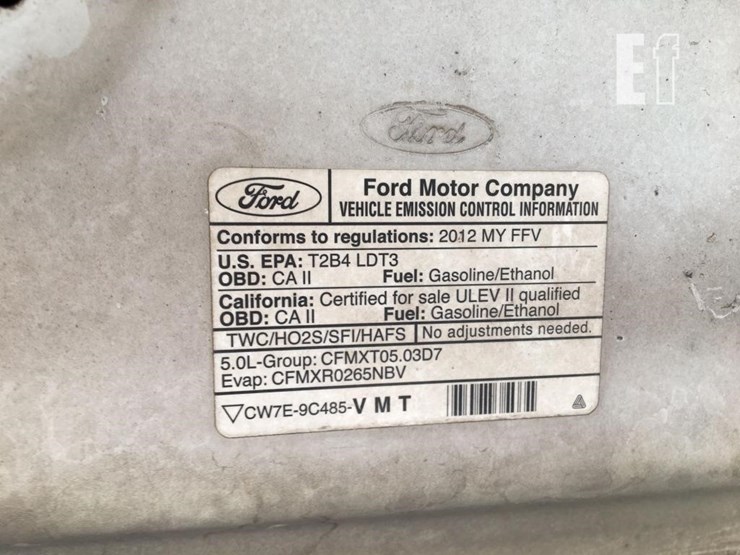 Ef
Ford
Ford
Ford Motor Company
VEHICLE EMISSION CONTROL INFORMATION
Conforms to regulations: 2012 MY FFV
U.S. EPA: T2B4 LDT3
OBD: CA II Fuel: Gasoline/Ethanol
California: Certified for sale ULEV II qualified
OBD: CA II Fuel: Gasoline/Ethanol
TWC/HO2S/SFI/HAFS No adjustments needed.
5.0L-Group: CFMXT05.03D7
Evap: CFMXR0265NBV
▽CW7E-9C485-V M T